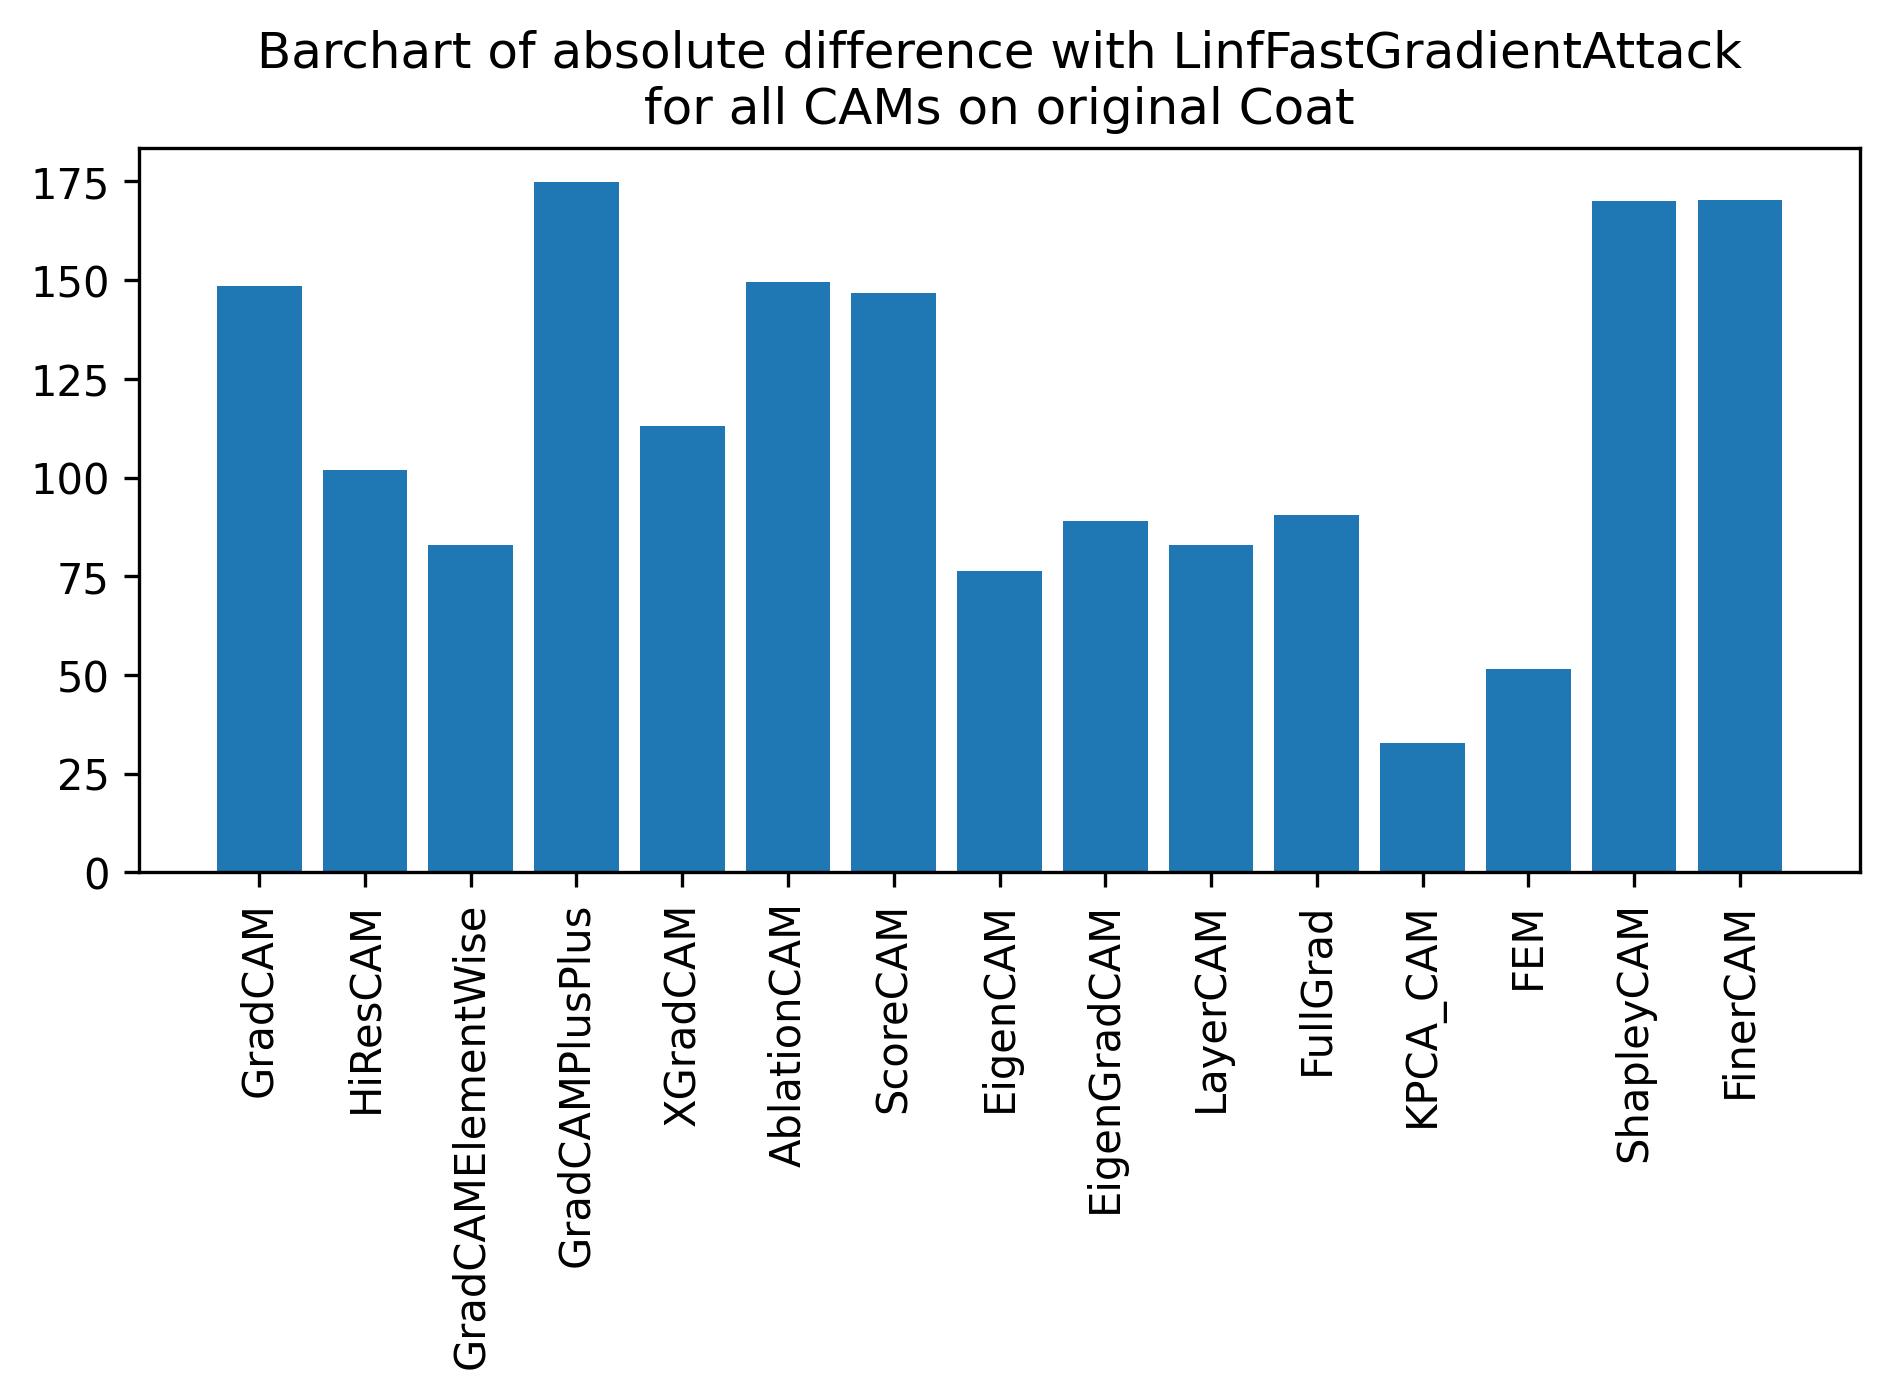 Barchart of absolute difference with LinfFastGradientAttack
for all CAMs on original Coat
175
150
125
100
75
50
25
0
GradCAM
HiResCAM
GradCAMElementWise
GradCAMPlusPlus
XGradCAM
AblationCAM
ScoreCAM
EigenCAM
EigenGradCAM
LayerCAM
FullGrad
KPCA_CAM
FEM
ShapleyCAM
FinerCAM